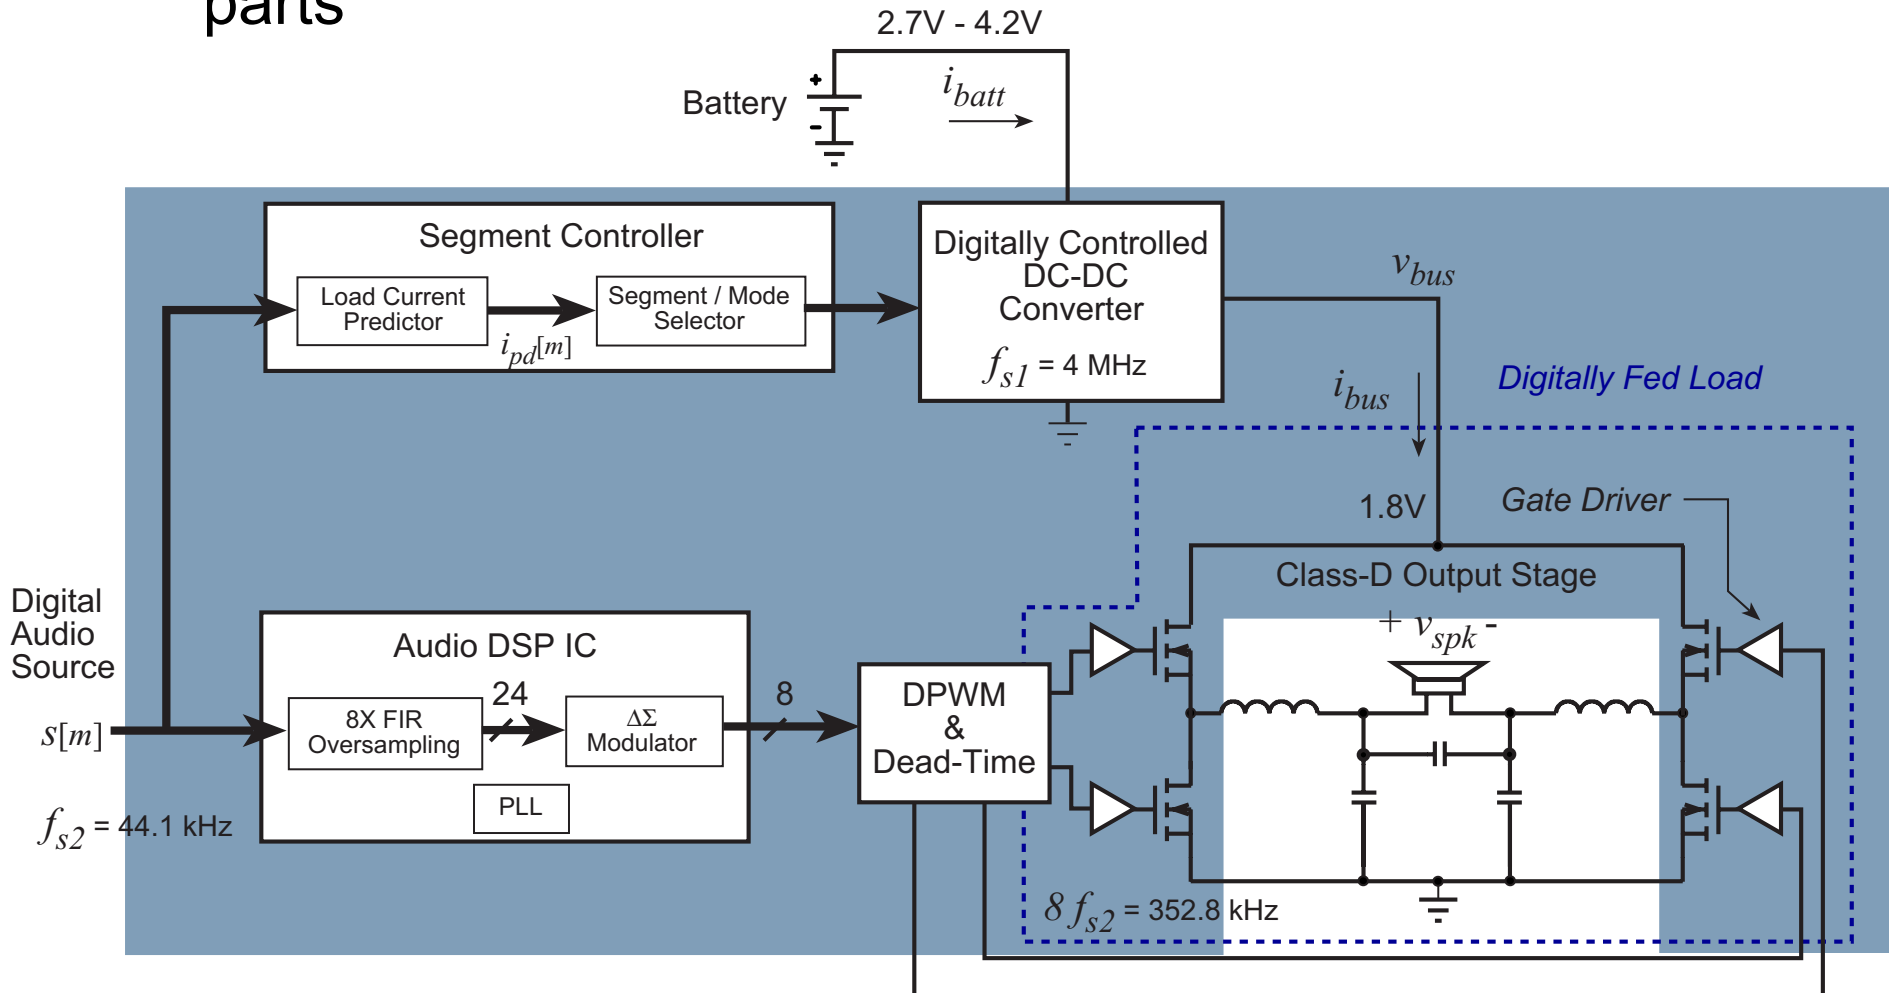 parts
2.7V - 4.2V
+
Battery
-
i_batt
Segment Controller
Load Current
Predictor
i_pd[m]
Segment / Mode
Selector
Digitally Controlled
DC-DC
Converter
f_s1 = 4 MHz
v_bus
i_bus
Digitally Fed Load
1.8V
Gate Driver
Class-D Output Stage
+ v_spk -
Digital
Audio
Source
s[m]
f_s2 = 44.1 kHz
Audio DSP IC
8X FIR
Oversampling
24
ΔΣ
Modulator
PLL
8
DPWM
&
Dead-Time
8 f_s2 = 352.8 kHz